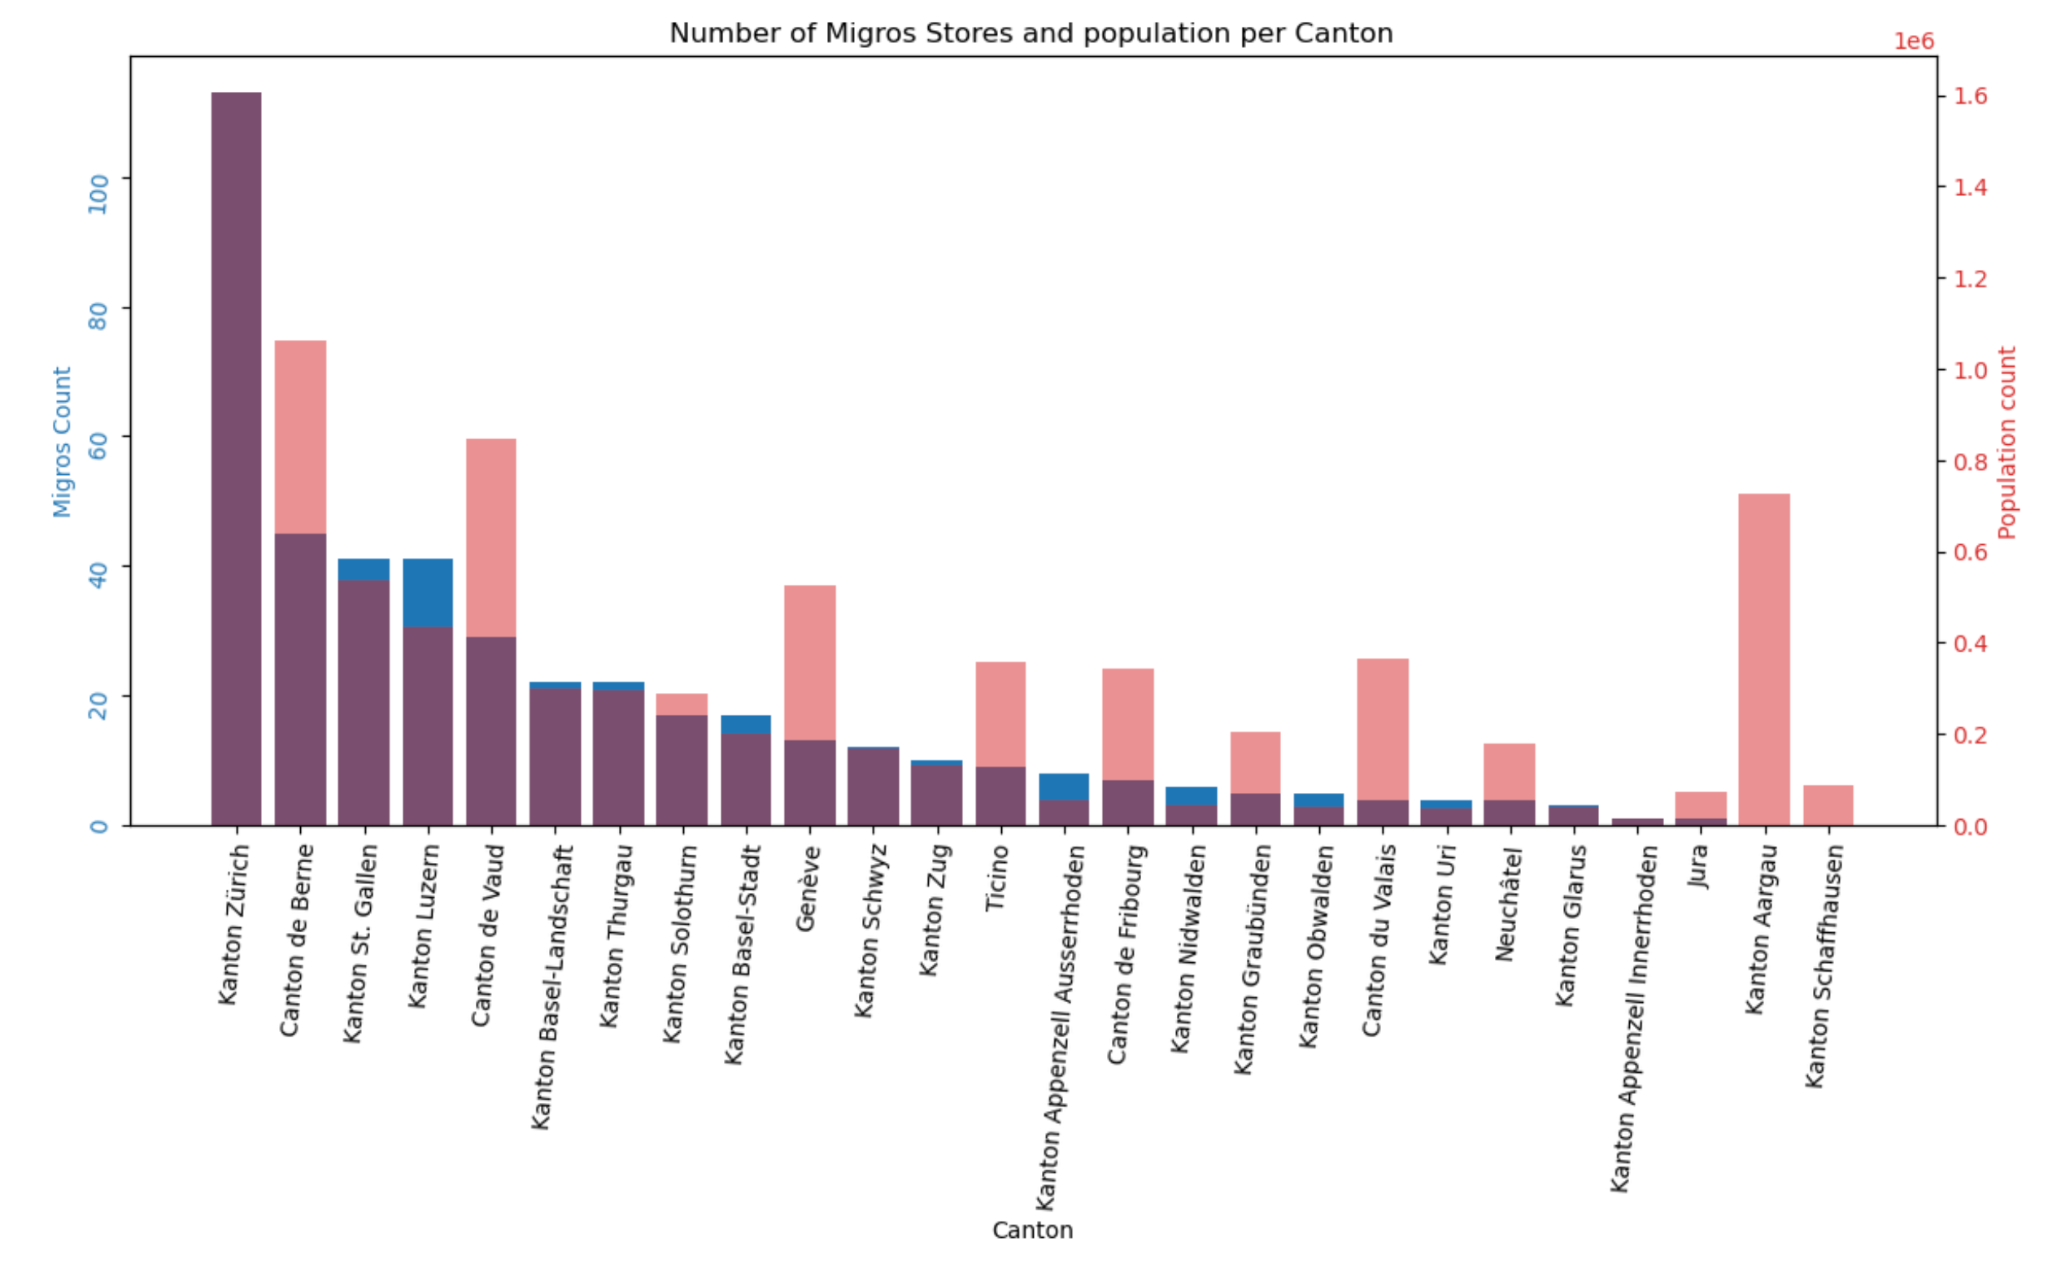 Number of Migros Stores and population per Canton
1e6
Migros Count
100
80
60
40
20
0
Population count
1.6
1.4
1.2
1.0
0.8
0.6
0.4
0.2
0.0
Kanton Zürich
Canton de Berne
Kanton St. Gallen
Kanton Luzern
Canton de Vaud
Kanton Basel-Landschaft
Kanton Thurgau
Kanton Solothurn
Kanton Basel-Stadt
Genève
Kanton Schwyz
Kanton Zug
Ticino
Kanton Appenzell Ausserrhoden
Canton de Fribourg
Kanton Nidwalden
Kanton Graubünden
Kanton Obwalden
Canton du Valais
Kanton Uri
Neuchâtel
Kanton Glarus
Kanton Appenzell Innerrhoden
Jura
Kanton Aargau
Kanton Schaffhausen
Canton